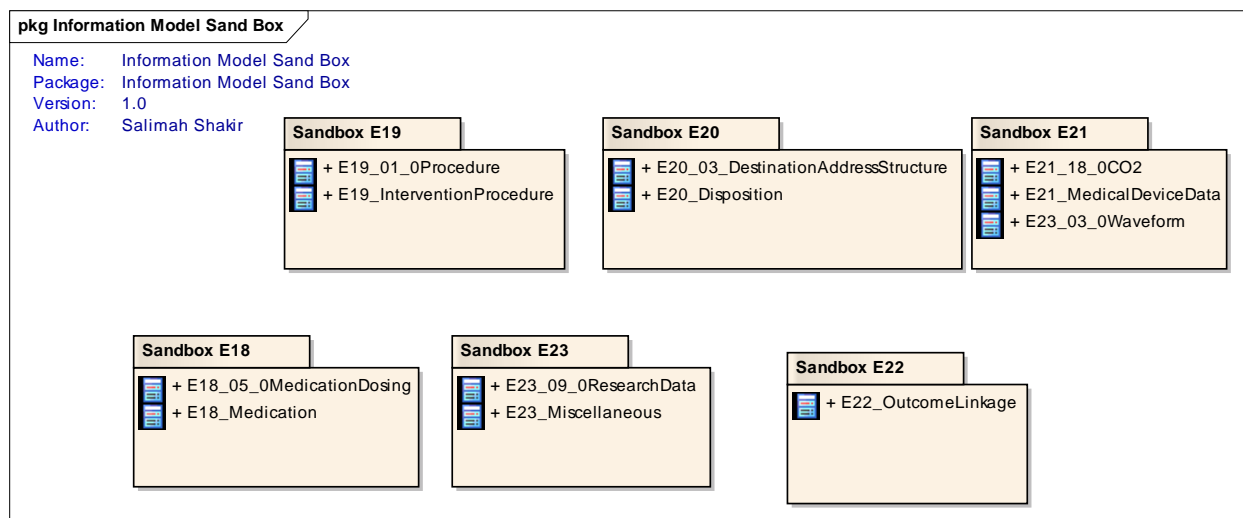 pkg Information Model Sand Box
Name: Information Model Sand Box
Package: Information Model Sand Box
Version: 1.0
Author: Salimah Shakir
Sandbox E19
+ E19_01_0Procedure
+ E19_InterventionProcedure
Sandbox E20
+ E20_03_DestinationAddressStructure
+ E20_Disposition
Sandbox E21
+ E21_18_0CO2
+ E21_MedicalDeviceData
+ E23_03_0Waveform
Sandbox E18
+ E18_05_0MedicationDosing
+ E18_Medication
Sandbox E23
+ E23_09_0ResearchData
+ E23_Miscellaneous
Sandbox E22
+ E22_OutcomeLinkage